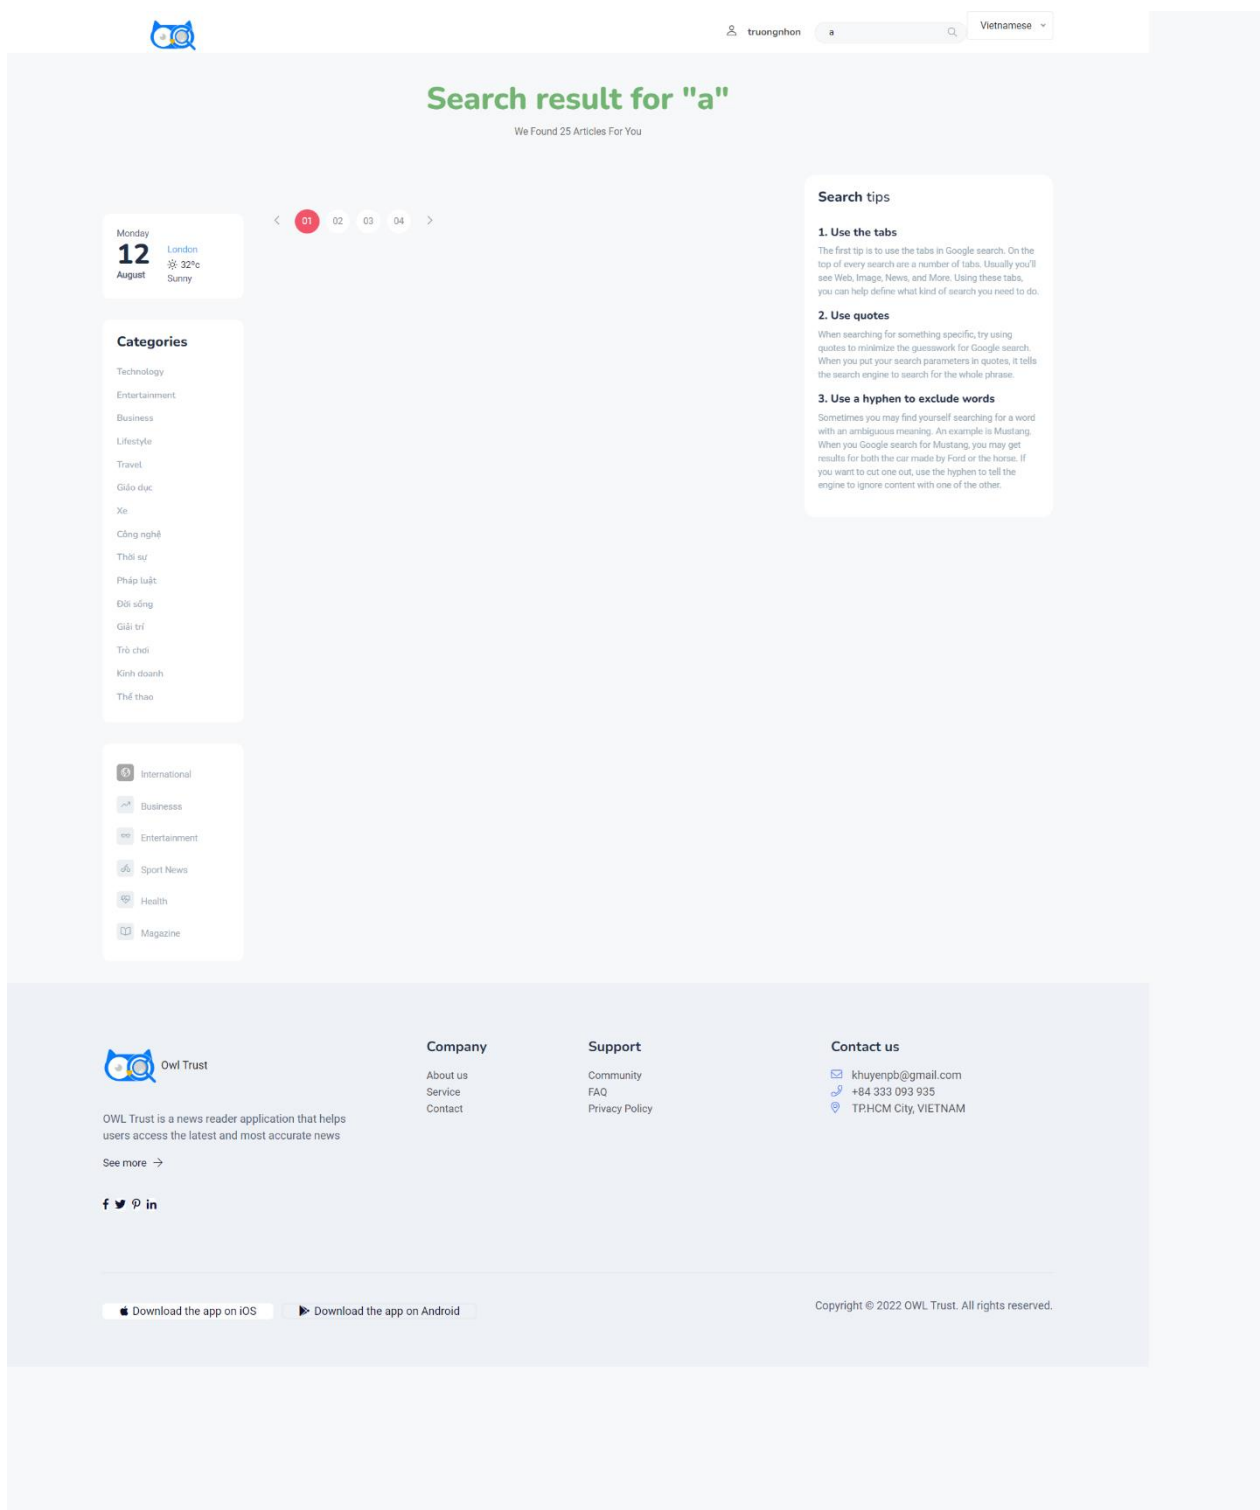 truongnhon
a
Vietnamese
Search result for "a"
We Found 25 Articles For You
Monday
12
August
London
32°c
Sunny
Categories
Technology
Entertainment
Business
Lifestyle
Travel
Giáo dục
Xe
Công nghệ
Thời sự
Pháp luật
Đời sống
Giải trí
Trò chơi
Kinh doanh
Thể thao
International
Businesss
Entertainment
Sport News
Health
Magazine
01 02 03 04
Search tips
1. Use the tabs
The first tip is to use the tabs in Google search. On the
top of every search are a number of tabs. Usually you'll
see Web, Image, News, and More. Using these tabs,
you can help define what kind of search you need to do.
2. Use quotes
When searching for something specific, try using
quotes to minimize the guesswork for Google search.
When you put your search parameters in quotes, it tells
the search engine to search for the whole phrase.
3. Use a hyphen to exclude words
Sometimes you may find yourself searching for a word
with an ambiguous meaning. An example is Mustang.
When you Google search for Mustang, you may get
results for both the car made by Ford or the horse. If
you want to cut one out, use the hyphen to tell the
engine to ignore content with one of the other.
Owl Trust
OWL Trust is a news reader application that helps
users access the latest and most accurate news
See more
Company
About us
Service
Contact
Support
Community
FAQ
Privacy Policy
Contact us
khuyenpb@gmail.com
+84 333 093 935
TP.HCM City, VIETNAM
Download the app on iOS
Download the app on Android
Copyright © 2022 OWL Trust. All rights reserved.